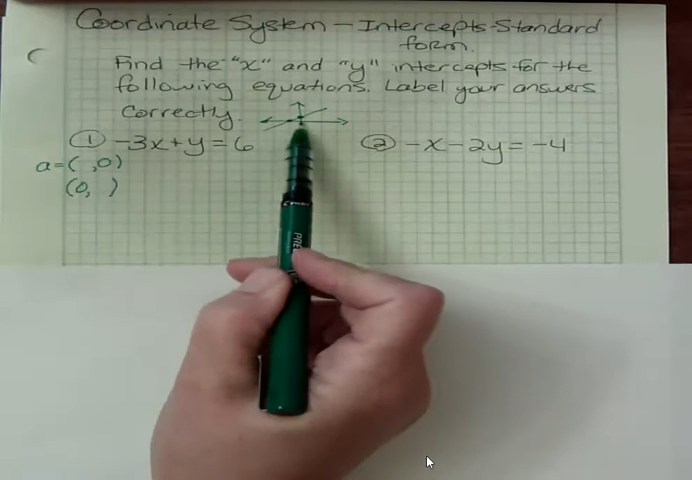 Coordinate System - Intercepts-Standard
form.
Find the "x" and "y" intercepts for the
following equations. Label your answers
correctly.
① -3x+y=6
② -x-2y=-4
a=( ,0)
(0, )